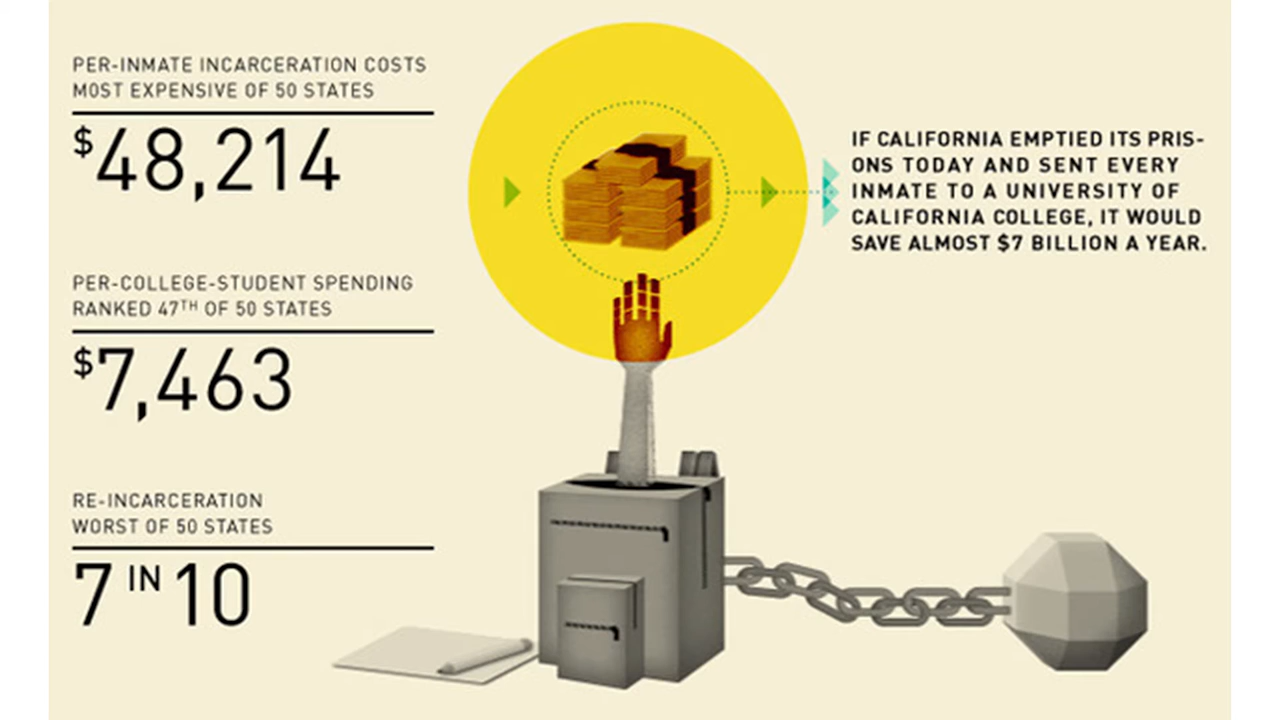 PER-INMATE INCARCERATION COSTS
MOST EXPENSIVE OF 50 STATES
$48,214
PER-COLLEGE-STUDENT SPENDING
RANKED 47TH OF 50 STATES
$7,463
RE-INCARCERATION
WORST OF 50 STATES
7 IN 10
IF CALIFORNIA EMPTIED ITS PRIS-
ONS TODAY AND SENT EVERY
INMATE TO A UNIVERSITY OF
CALIFORNIA COLLEGE, IT WOULD
SAVE ALMOST $7 BILLION A YEAR.